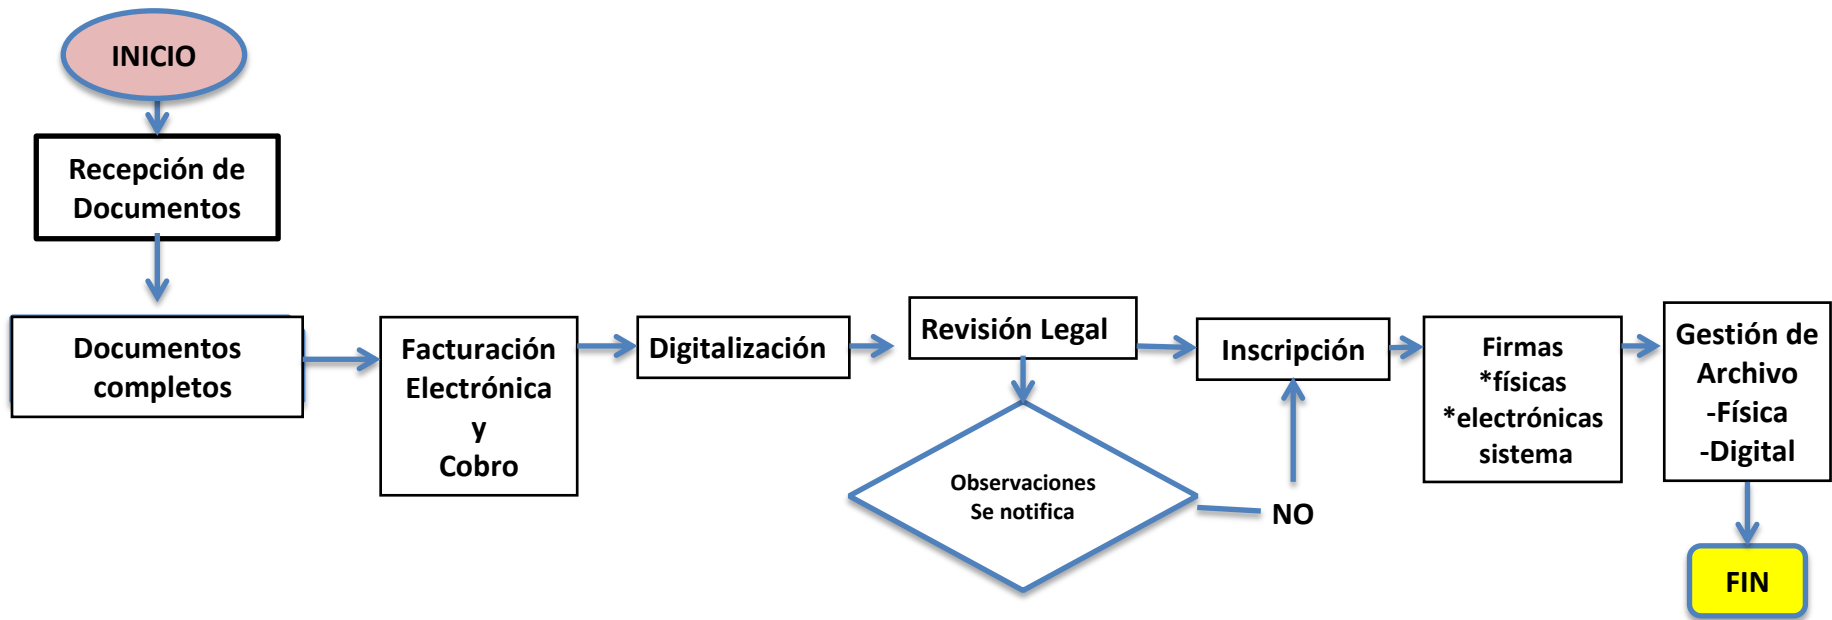 INICIO
Recepción de
Documentos
Documentos
completos
Facturación
Electrónica
y
Cobro
Digitalización
Revisión Legal
Observaciones
Se notifica
NO
Inscripción
Firmas
*físicas
*electrónicas
sistema
Gestión de
Archivo
-Física
-Digital
FIN